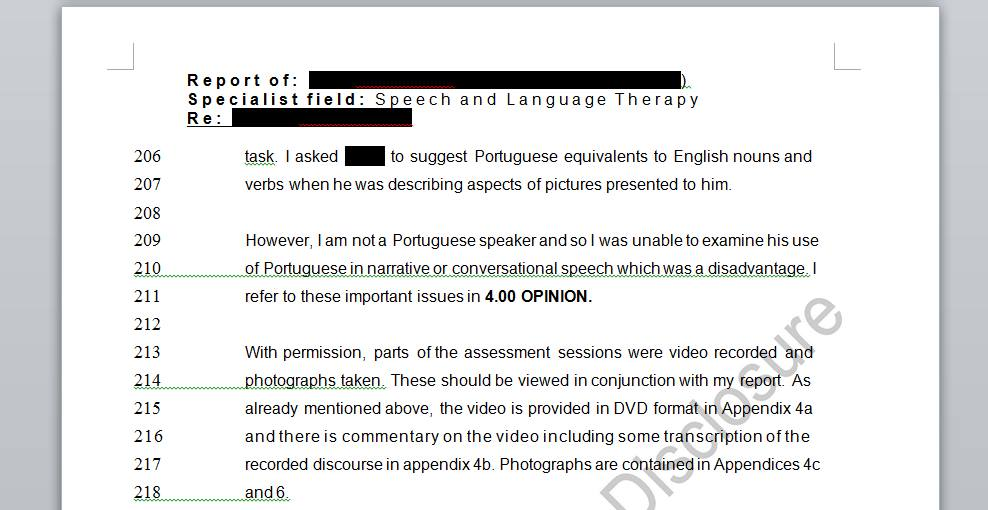 Report of: )
Specialist field: Speech and Language Therapy
Re:
206 task. I asked to suggest Portuguese equivalents to English nouns and
207 verbs when he was describing aspects of pictures presented to him.
208
209 However, I am not a Portuguese speaker and so I was unable to examine his use
210 of Portuguese in narrative or conversational speech which was a disadvantage. I
211 refer to these important issues in 4.00 OPINION.
212
213 With permission, parts of the assessment sessions were video recorded and
214 photographs taken. These should be viewed in conjunction with my report. As
215 already mentioned above, the video is provided in DVD format in Appendix 4a
216 and there is commentary on the video including some transcription of the
217 recorded discourse in appendix 4b. Photographs are contained in Appendices 4c
218 and 6.
Disclosure